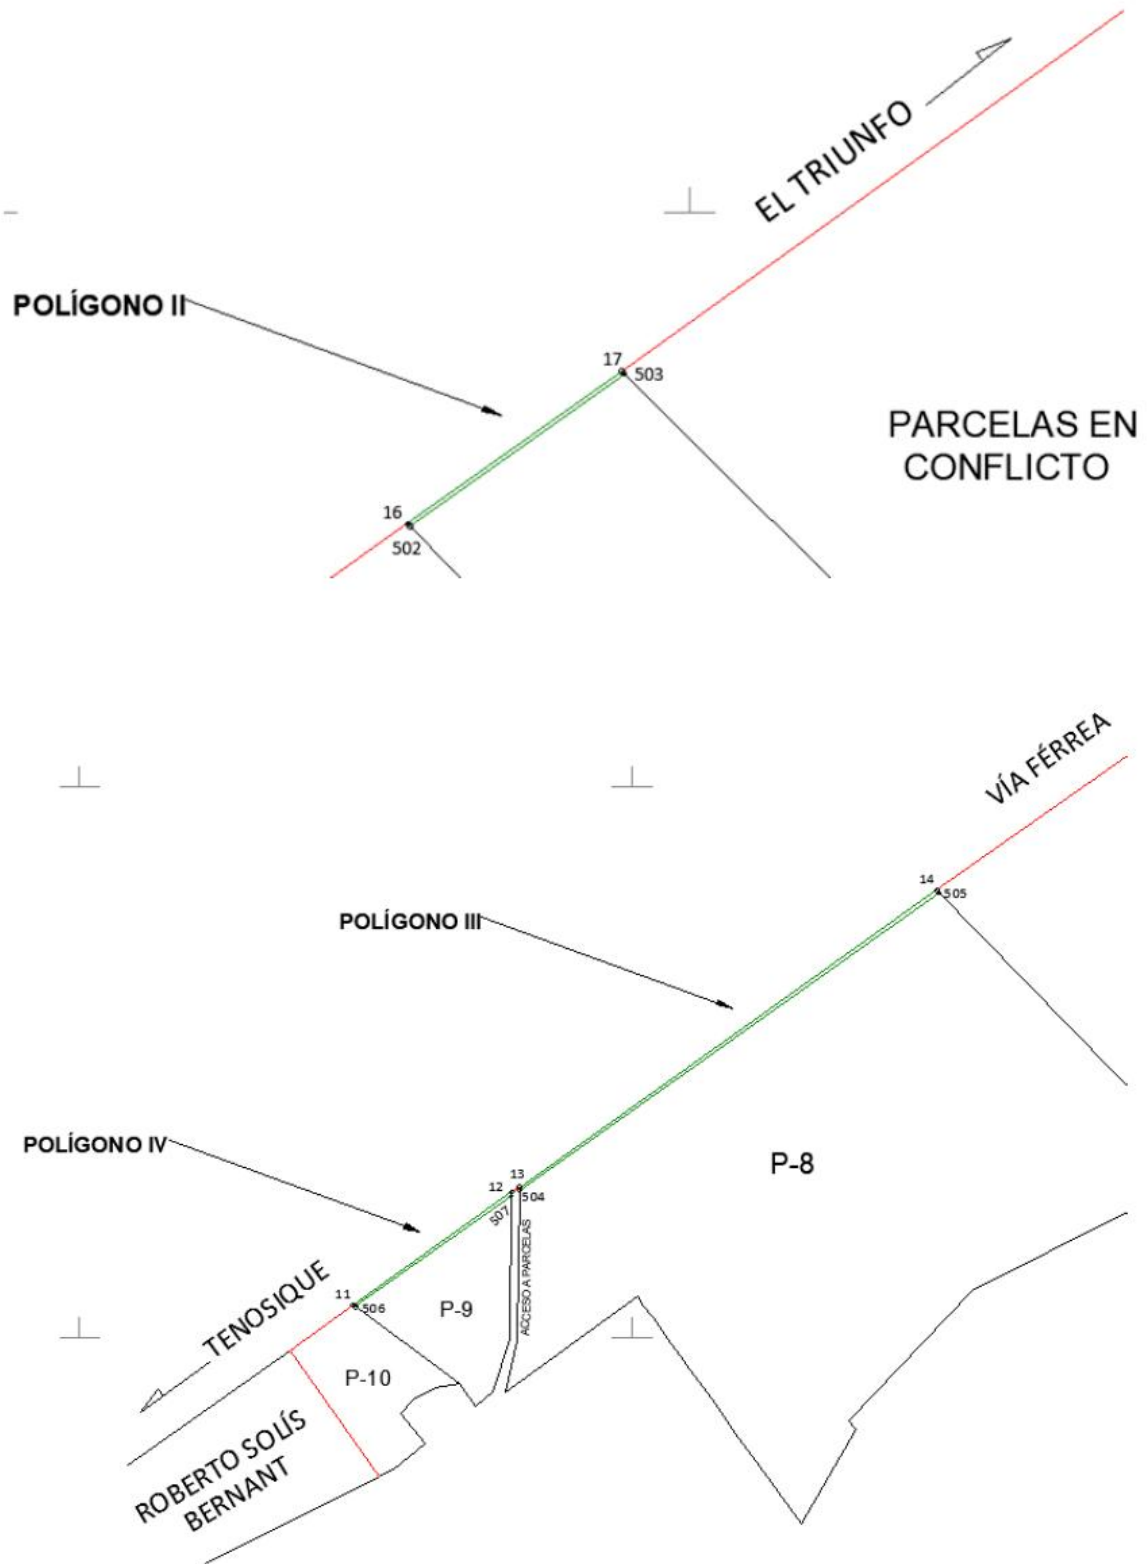 EL TRIUNFO
POLÍGONO II
17
503
PARCELAS EN
CONFLICTO
16
502
VÍA FÉRREA
14
505
POLÍGONO III
POLÍGONO IV
P-8
13
12
504
507
ACCESO A PARCELAS
TENOSIQUE
11
506
P-9
P-10
ROBERTO SOLÍS
BERNANT